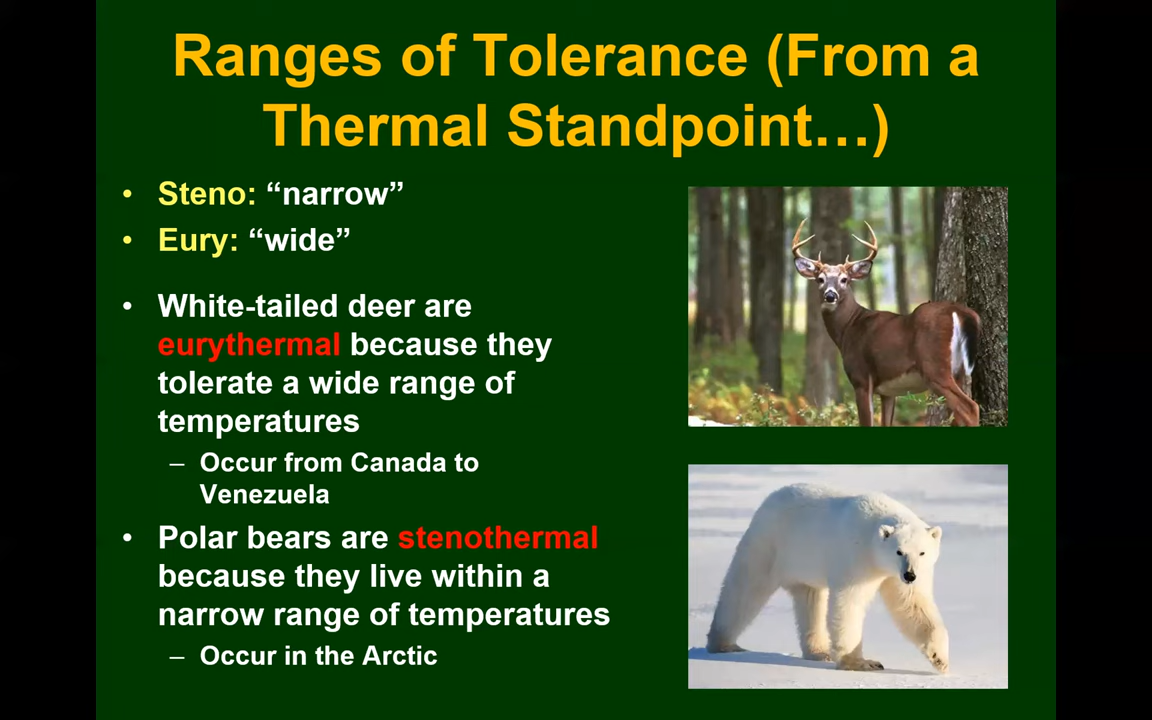 Ranges of Tolerance (From a
Thermal Standpoint…)
• Steno: “narrow”
• Eury: “wide”
• White-tailed deer are
eurythermal because they
tolerate a wide range of
temperatures
– Occur from Canada to
Venezuela
• Polar bears are stenothermal
because they live within a
narrow range of temperatures
– Occur in the Arctic